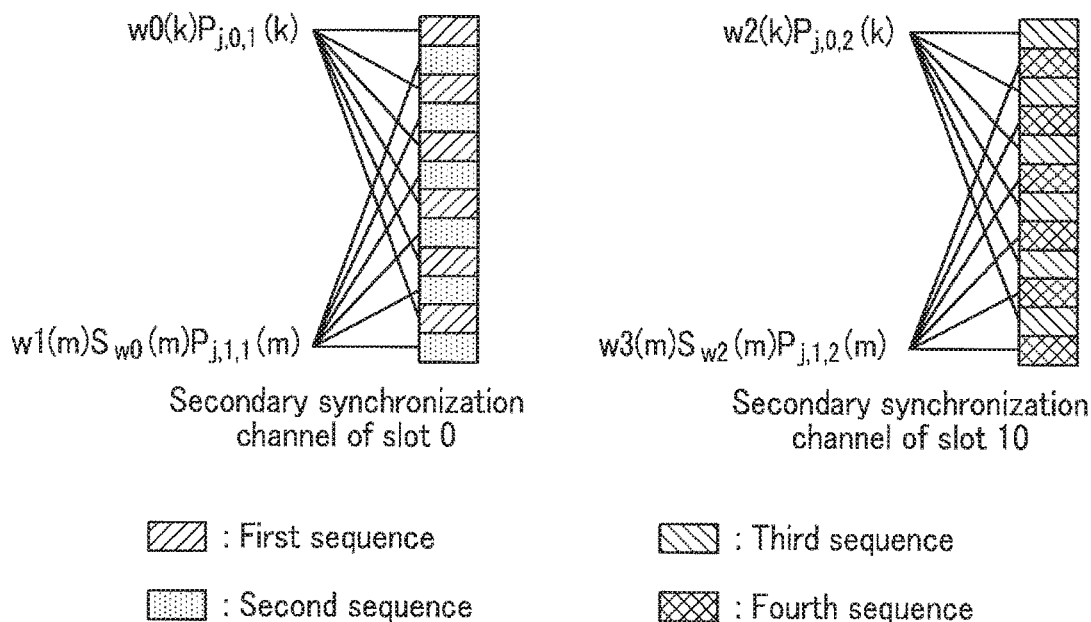 w0(k)P_{j,0,1}(k)
w1(m)S_{w0}(m)P_{j,1,1}(m)
Secondary synchronization
channel of slot 0
w2(k)P_{j,0,2}(k)
w3(m)S_{w2}(m)P_{j,1,2}(m)
Secondary synchronization
channel of slot 10
: First sequence
: Second sequence
: Third sequence
: Fourth sequence